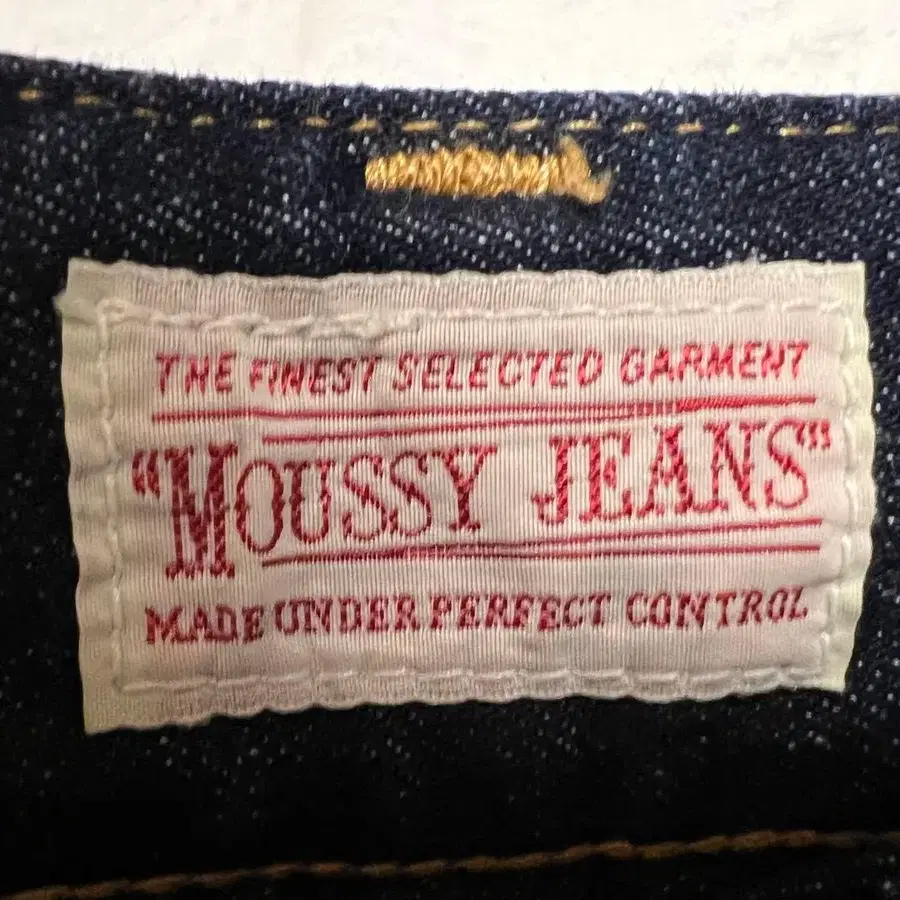 THE FINEST SELECTED GARMENT
"MOUSSY JEANS"
MADE UNDER PERFECT CONTROL